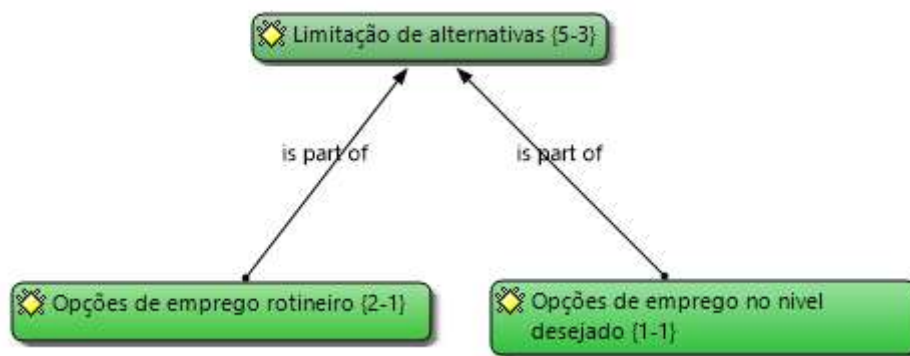 Limitação de alternativas {5-3}
is part of
is part of
Opções de emprego rotineiro {2-1}
Opções de emprego no nivel
desejado {1-1}